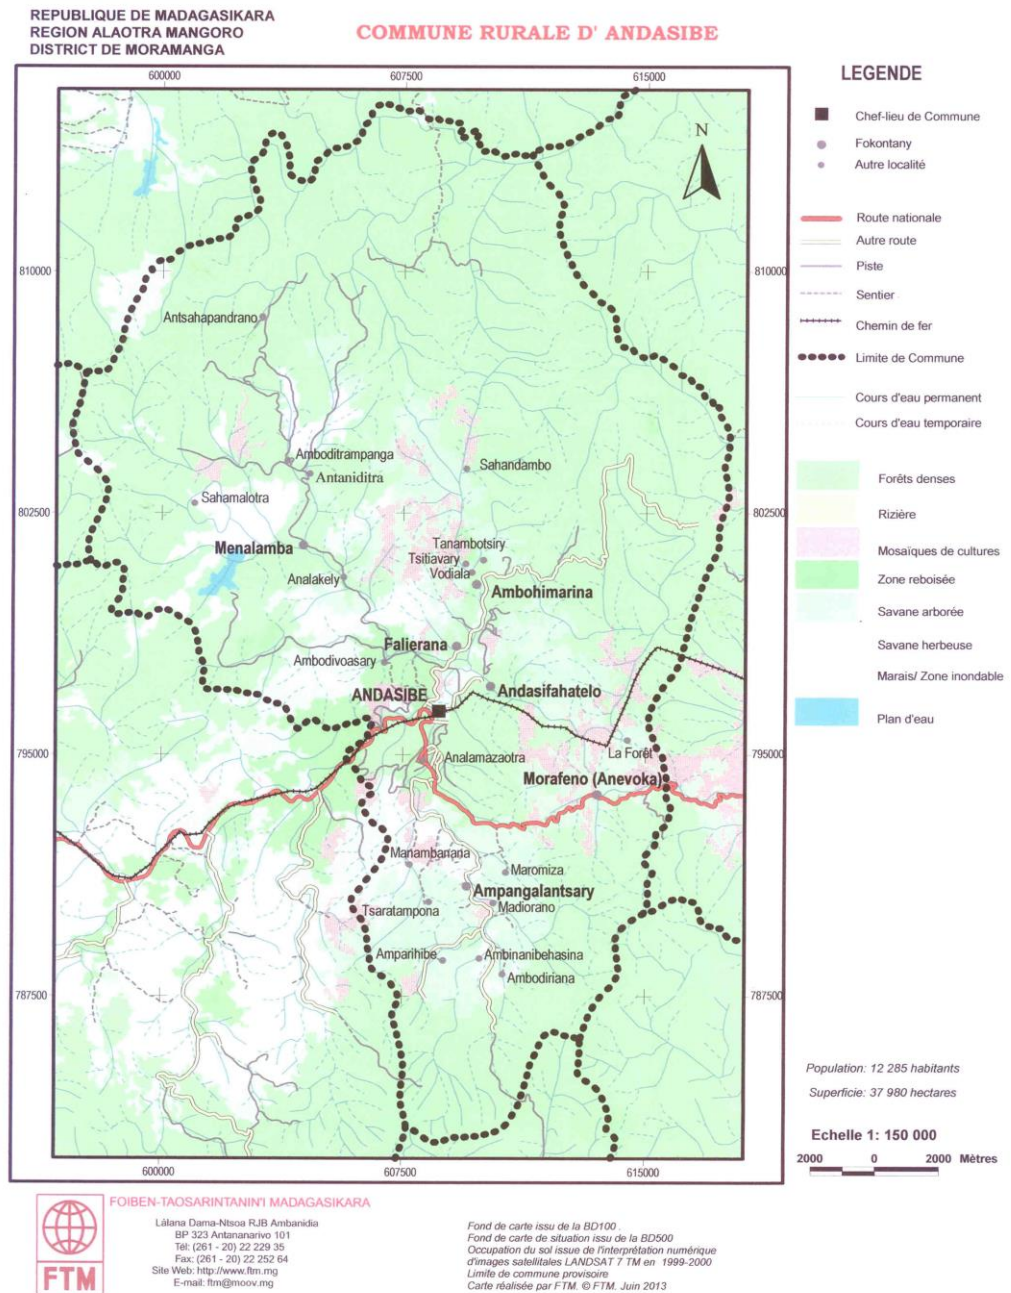 REPUBLIQUE DE MADAGASIKARA
REGION ALAOTRA MANGORO
DISTRICT DE MORAMANGA
COMMUNE RURALE D' ANDASIBE
600000
607500
615000
LEGENDE
Chef-lieu de Commune
Fokontany
Autre localité
N
Route nationale
Autre route
Piste
Sentier
Chemin de fer
Limite de Commune
Cours d'eau permanent
Cours d'eau temporaire
Forêts denses
Rizière
Mosaïques de cultures
Zone reboisée
Savane arborée
Savane herbeuse
Marais/ Zone inondable
Plan d'eau
810000
810000
Antsahapandrano
Amboditrampanga
Antaniditra
Sahandambo
Sahamalotra
802500
802500
Menalamba
Tanambotsiry
Tsitiavary
Vodiala
Analakely
Ambohimarina
Falierana
Ambodivoasary
ANDASIBE
Andasifahatelo
795000
795000
La Forêt
Analamazaotra
Morafeno (Anevoka)
Manambanana
Maromiza
Ampangalantsary
Tsaratampona
Madiorano
Amparihibe
Ambinanibehasina
Ambodiriana
787500
787500
600000
607500
615000
Population: 12 285 habitants
Superficie: 37 980 hectares
Echelle 1: 150 000
2000 0 2000 Mètres
FOIBEN-TAOSARINTANIN'I MADAGASIKARA
Làlana Dama-Ntsoa RJB Ambanidia
BP 323 Antananarivo 101
Tél: (261 - 20) 22 229 35
Fax: (261 - 20) 22 252 64
Site Web: http://www.ftm.mg
E-mail: ftm@moov.mg
FTM
Fond de carte issu de la BD100 .
Fond de carte de situation issu de la BD500
Occupation du sol issue de l'interprétation numérique
d'images satellitales LANDSAT 7 TM en 1999-2000
Limite de commune provisoire
Carte réalisée par FTM. © FTM. Juin 2013